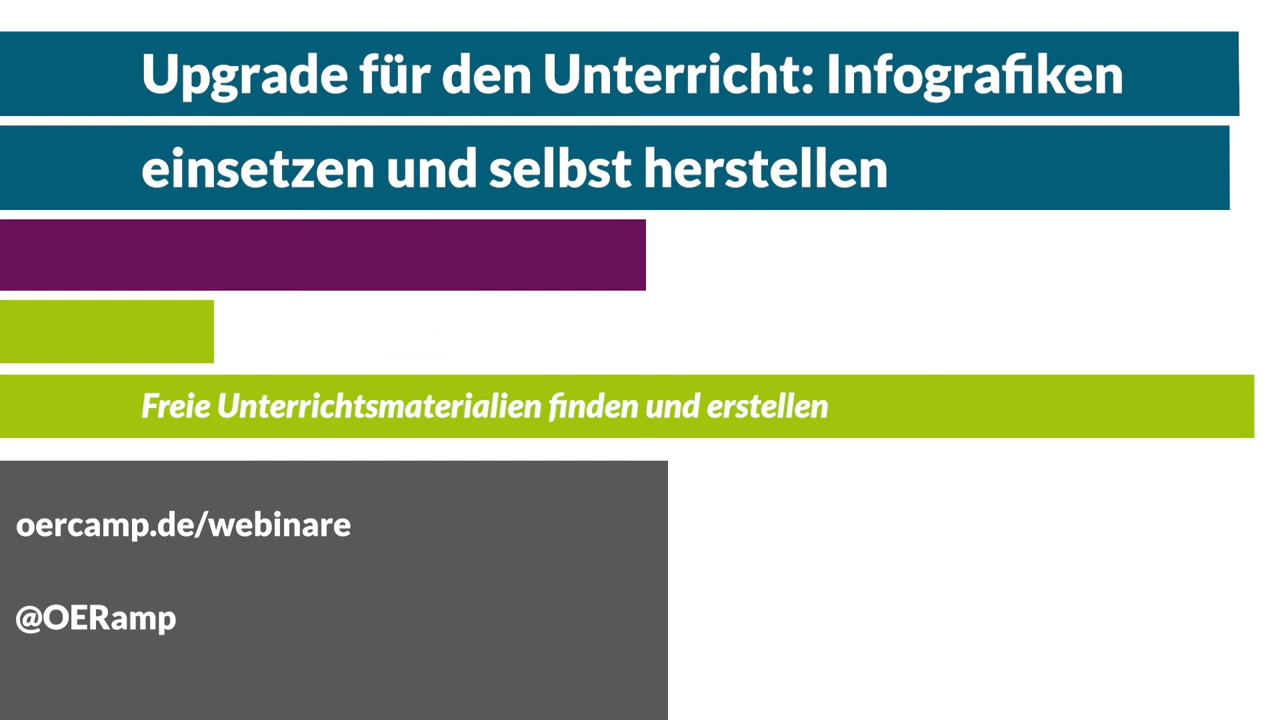 Upgrade für den Unterricht: Infografiken
einsetzen und selbst herstellen
Freie Unterrichtsmaterialien finden und erstellen
oercamp.de/webinare
@OERamp